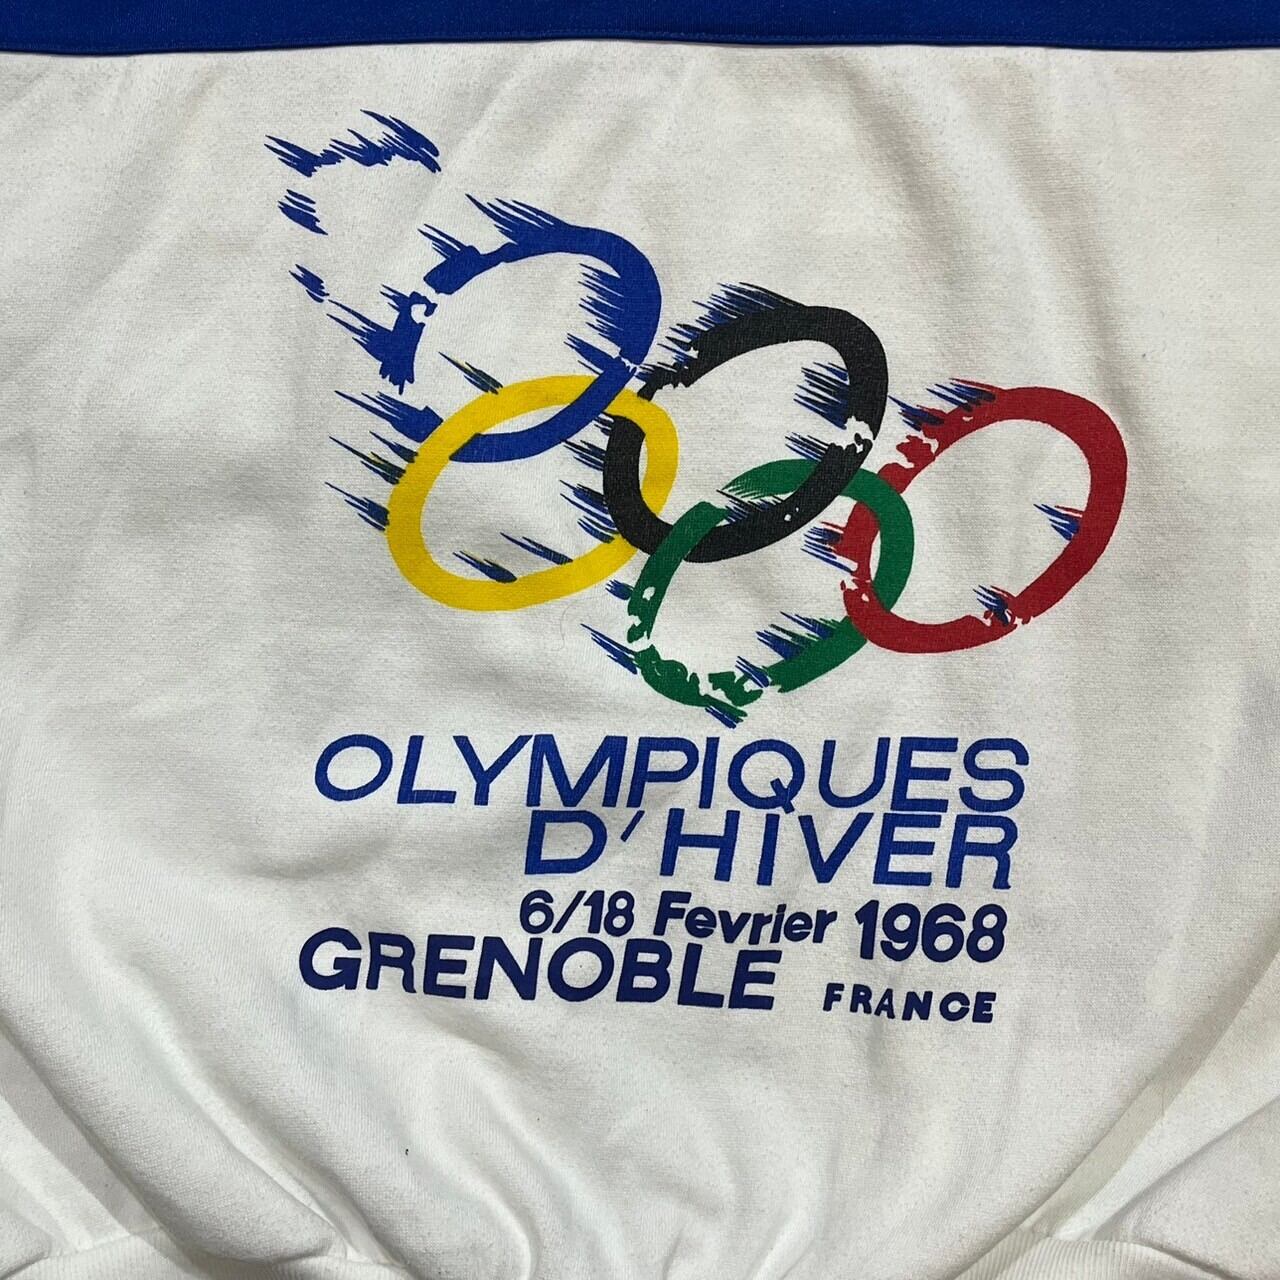 OLYMPIQUES
D'HIVER
6/18 Fevrier 1968
GRENOBLE FRANCE